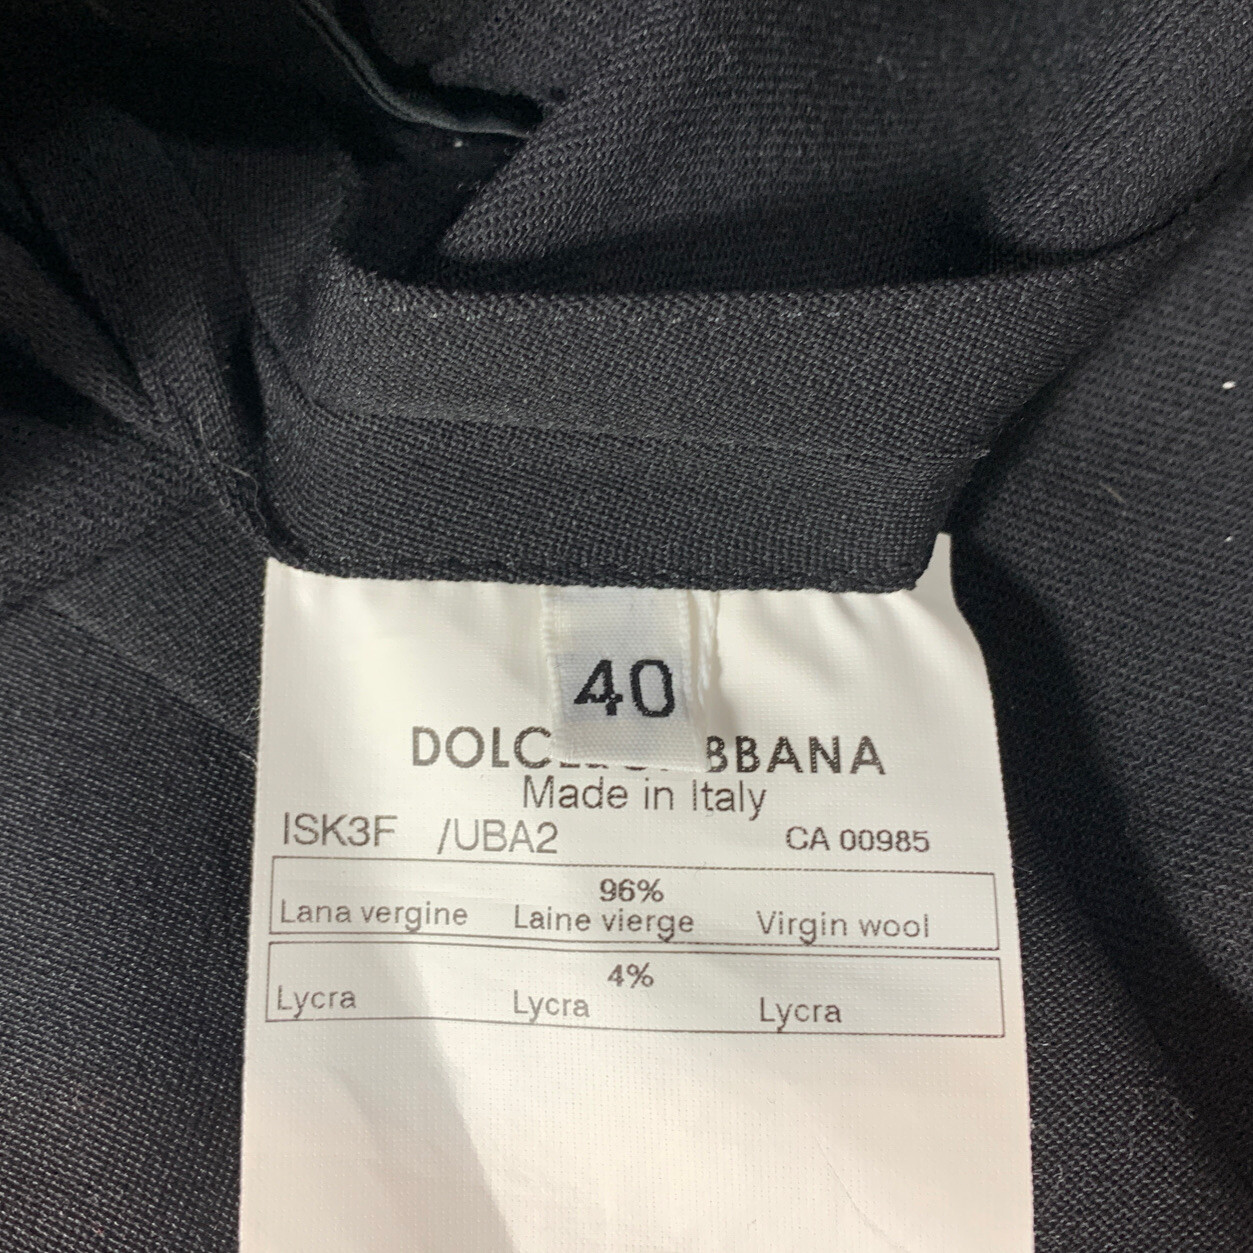 40
DOLC BBANA
Made in Italy
ISK3F /UBA2 CA 00985
96%
Lana vergine Laine vierge Virgin wool
4%
Lycra Lycra Lycra